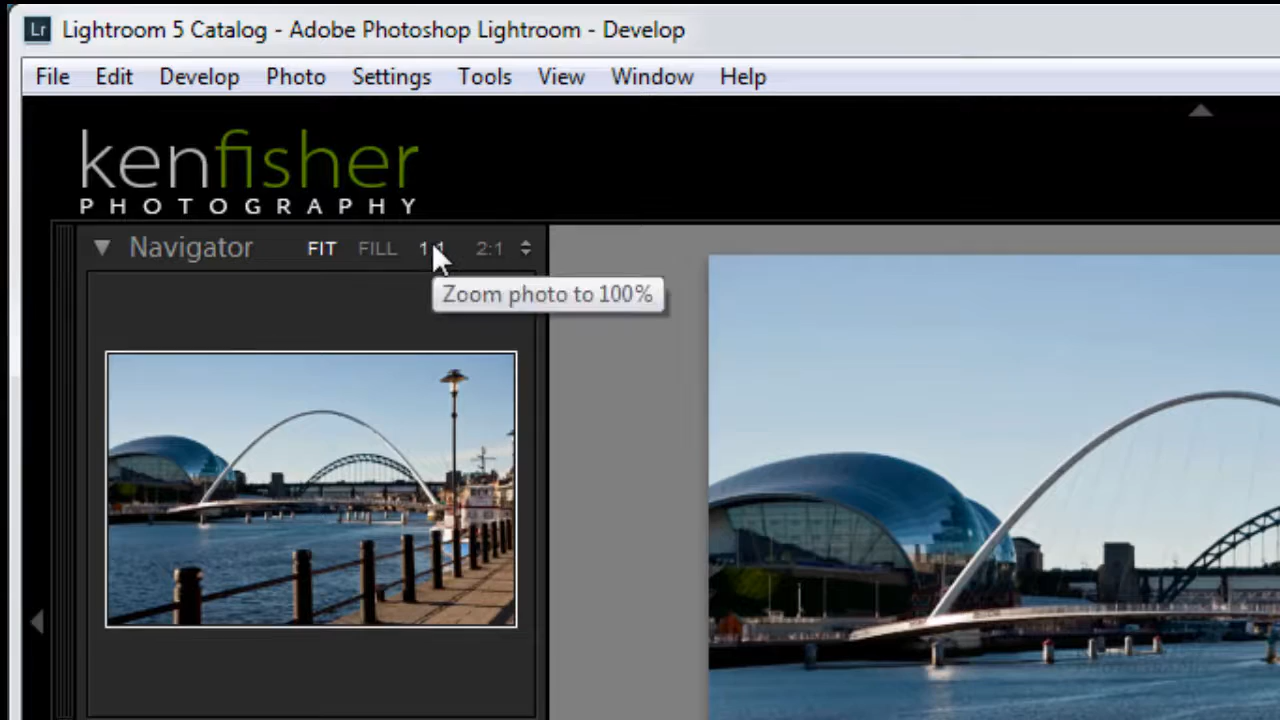 Lr Lightroom 5 Catalog - Adobe Photoshop Lightroom - Develop
File Edit Develop Photo Settings Tools View Window Help
kenfisher
PHOTOGRAPHY
Navigator FIT FILL 1:1 2:1
Zoom photo to 100%